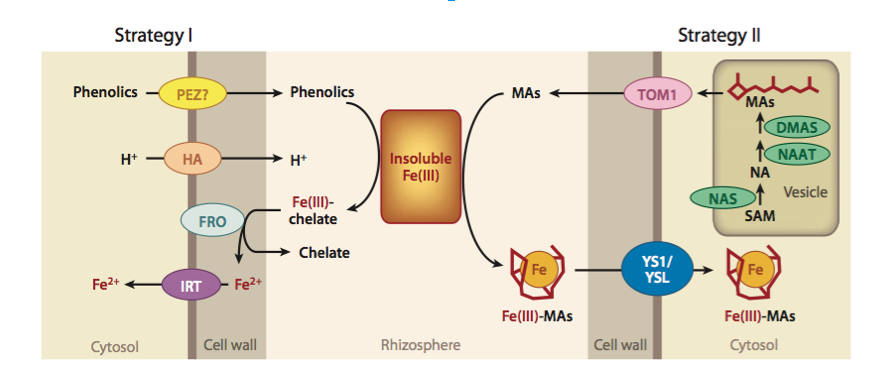 Strategy I
Strategy II
Phenolics
PEZ?
Phenolics
MAs
TOM1
MAs
DMAS
H⁺
HA
H⁺
Insoluble
Fe(III)
NAAT
NA
Vesicle
NAS
SAM
Fe(III)-
chelate
FRO
Chelate
Fe²⁺
IRT
Fe²⁺
Fe
YS1/
YSL
Fe
Fe(III)-MAs
Fe(III)-MAs
Cytosol
Cell wall
Rhizosphere
Cell wall
Cytosol